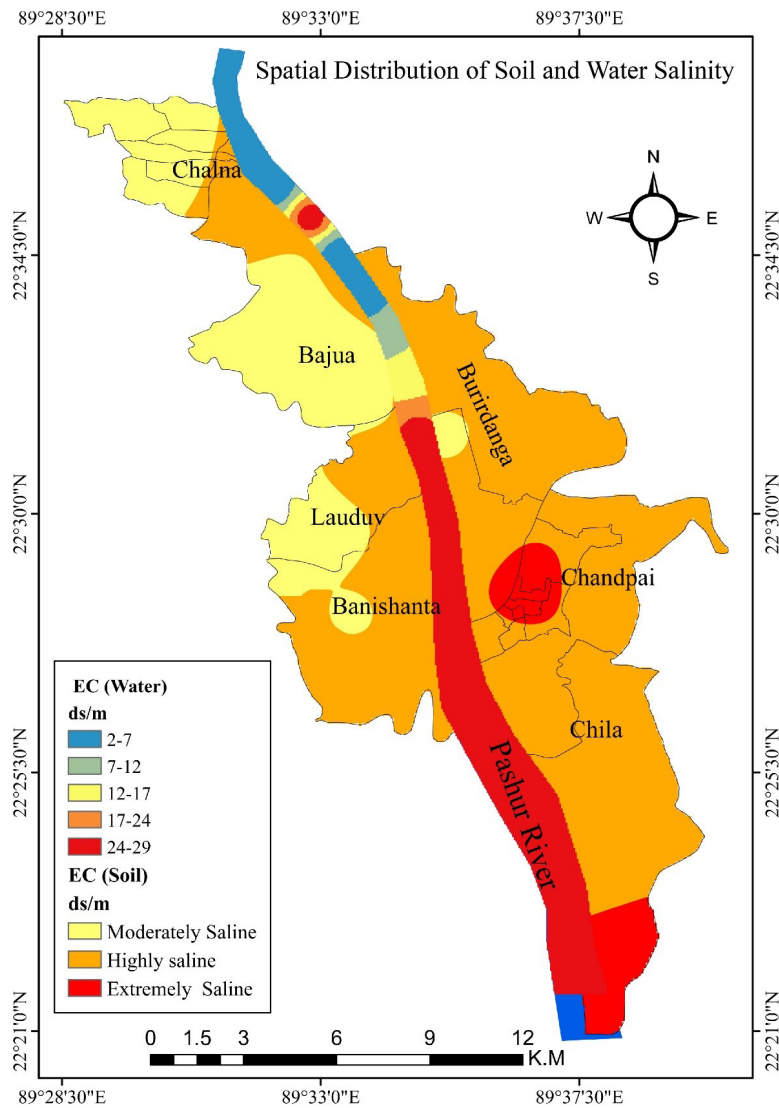 89°28'30"E 89°33'0"E 89°37'30"E
Spatial Distribution of Soil and Water Salinity
N
W E
S
Chalna
22°34'30"N 22°34'30"N
Bajua
Burirdanga
22°30'0"N 22°30'0"N
Lauduv
Chandpai
Banishanta
Chila
Pashur River
22°25'30"N 22°25'30"N
EC (Water)
ds/m
2-7
7-12
12-17
17-24
24-29
EC (Soil)
ds/m
Moderately Saline
Highly saline
Extremely Saline
22°21'0"N 22°21'0"N
0 1.5 3 6 9 12
K.M
89°28'30"E 89°33'0"E 89°37'30"E